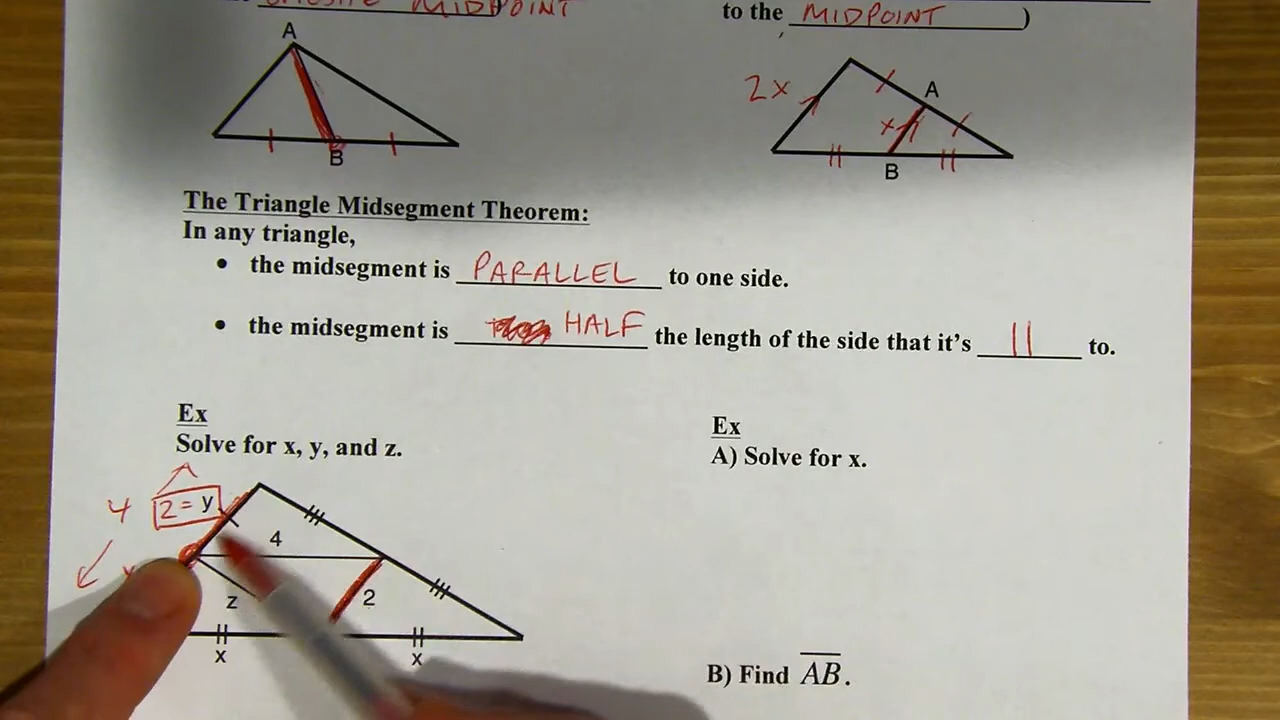 OPPOSITE MIDPOINT)
to the MIDPOINT)
A
B
2x
A
x
B
The Triangle Midsegment Theorem:
In any triangle,
• the midsegment is PARALLEL to one side.
• the midsegment is HALF the length of the side that it's || to.
Ex
Solve for x, y, and z.
4
2 = y
4
z
2
x
x
Ex
A) Solve for x.
B) Find AB.